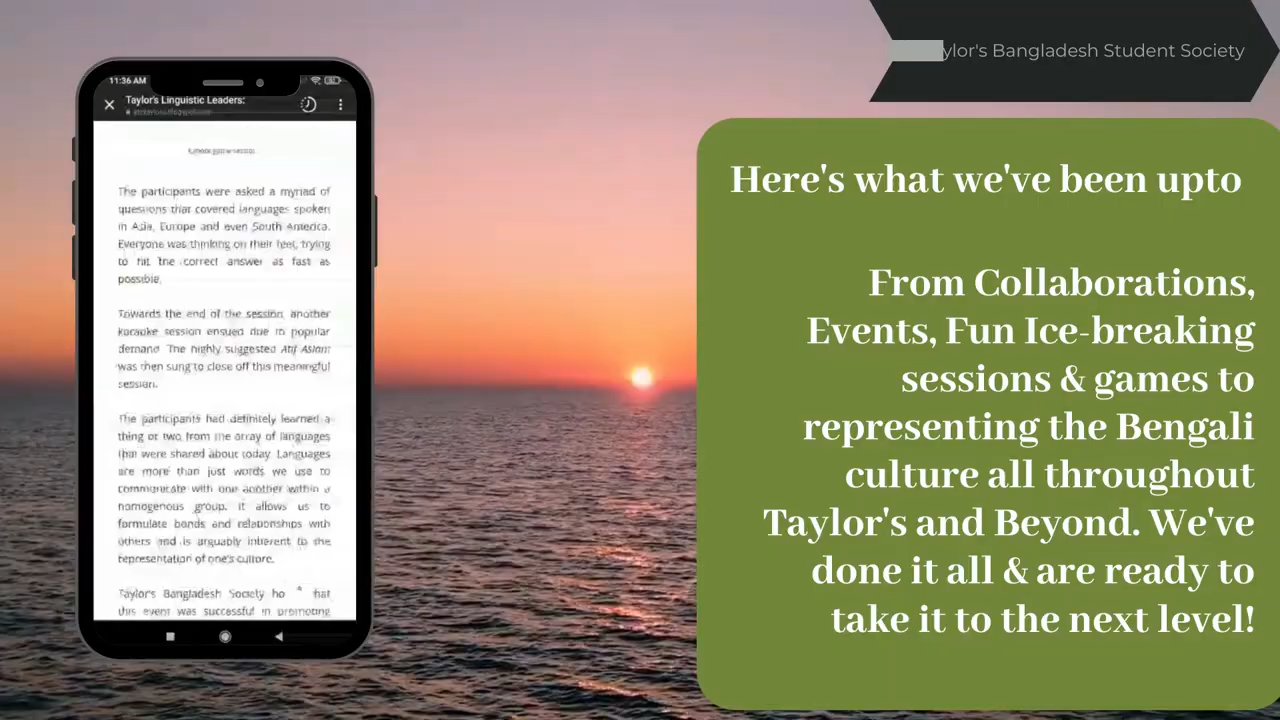 11:36 AM
Taylor's Linguistic Leaders:
The participants were asked a myriad of
questions that covered languages spoken
in Asia, Europe and even South America.
Everyone was thinking on their feet, trying
to hit the correct answer as fast as
possible.
Towards the end of the session, another
karaoke session ensued due to popular
demand. The highly suggested Atif Aslam
was then sung to close off this meaningful
session.
The participants had definitely learned a
thing or two from the array of languages
that were shared about today. Languages
are more than just words we use to
communicate with one another within a
homogenous group. It allows us to
formulate bonds and relationships with
others and is arguably inherent to the
representation of one's culture.
Taylor's Bangladesh Society
this event was successful in promoting
ylor's Bangladesh Student Society
Here's what we've been upto
From Collaborations,
Events, Fun Ice-breaking
sessions & games to
representing the Bengali
culture all throughout
Taylor's and Beyond. We've
done it all & are ready to
take it to the next level!